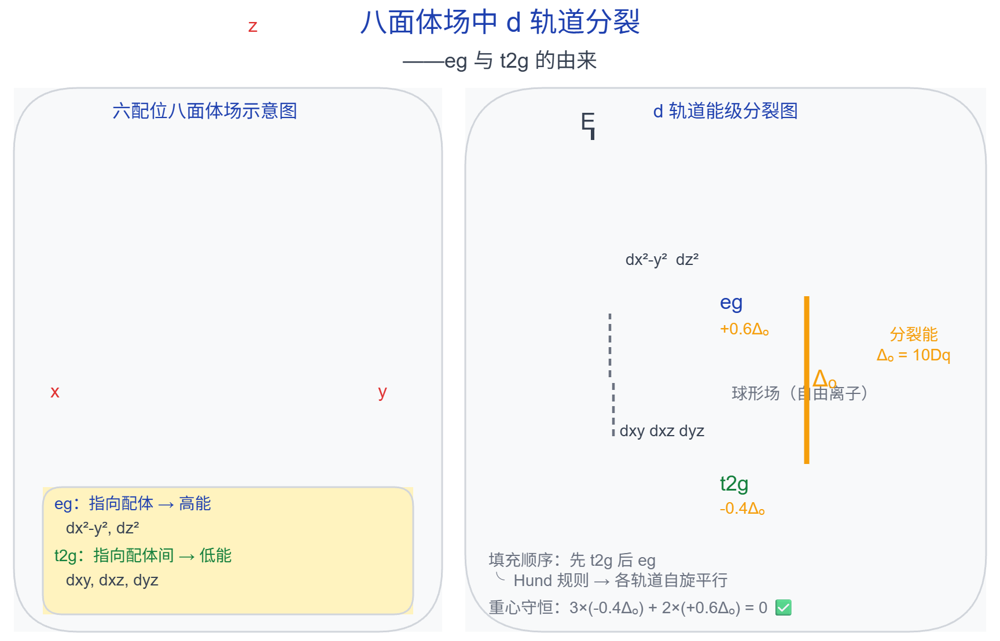 z
八面体场中 d 轨道分裂
——eg 与 t2g 的由来
六配位八面体场示意图
x
y
eg：指向配体 → 高能
dx²-y², dz²
t2g：指向配体间 → 低能
dxy, dxz, dyz
d 轨道能级分裂图
E
dx²-y²  dz²
eg
+0.6Δₒ
分裂能
Δₒ = 10Dq
Δₒ
球形场（自由离子）
dxy dxz dyz
t2g
-0.4Δₒ
填充顺序：先 t2g 后 eg
╰ Hund 规则 → 各轨道自旋平行
重心守恒：3×(-0.4Δₒ) + 2×(+0.6Δₒ) = 0 ✅